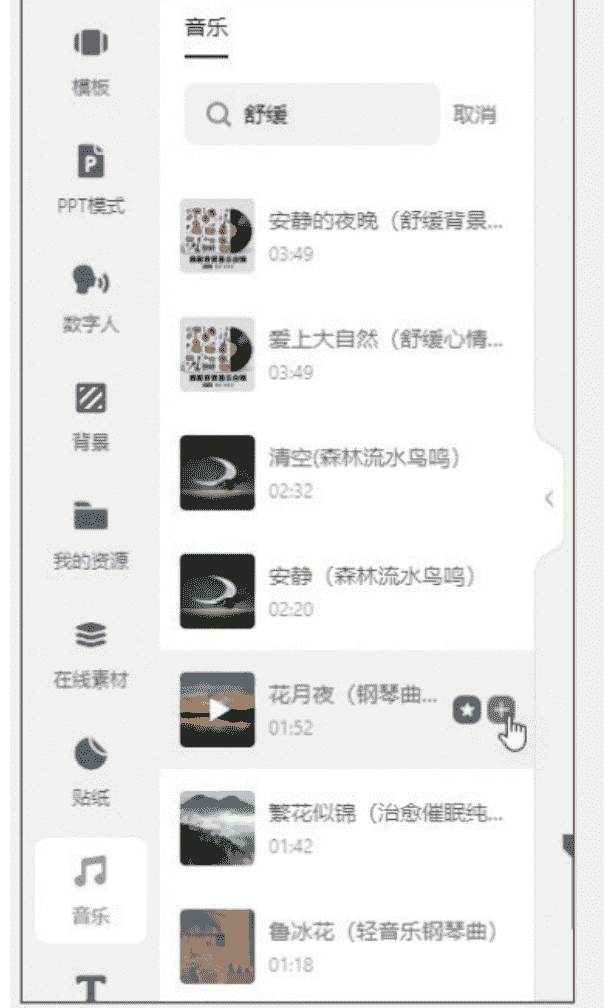 音乐
舒缓
取消
模板
PPT模式
数字人
背景
我的资源
在线素材
贴纸
音乐
安静的夜晚（舒缓背景...
03:49
爱上大自然（舒缓心情...
03:49
清空(森林流水鸟鸣）
02:32
安静（森林流水鸟鸣）
02:20
花月夜（钢琴曲...
01:52
繁花似锦（治愈催眠纯...
01:42
鲁冰花（轻音乐钢琴曲）
01:18